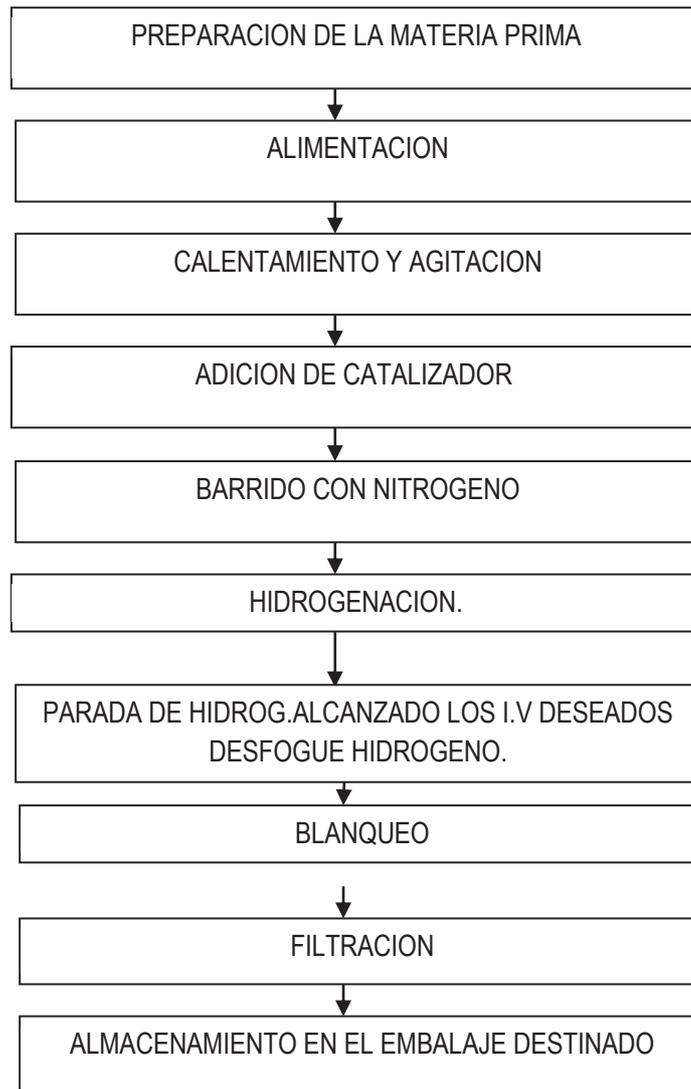 PREPARACION DE LA MATERIA PRIMA
ALIMENTACION
CALENTAMIENTO Y AGITACION
ADICION DE CATALIZADOR
BARRIDO CON NITROGENO
HIDROGENACION.
PARADA DE HIDROG.ALCANZADO LOS I.V DESEADOS
DESFOGUE HIDROGENO.
BLANQUEO
FILTRACION
ALMACENAMIENTO EN EL EMBALAJE DESTINADO